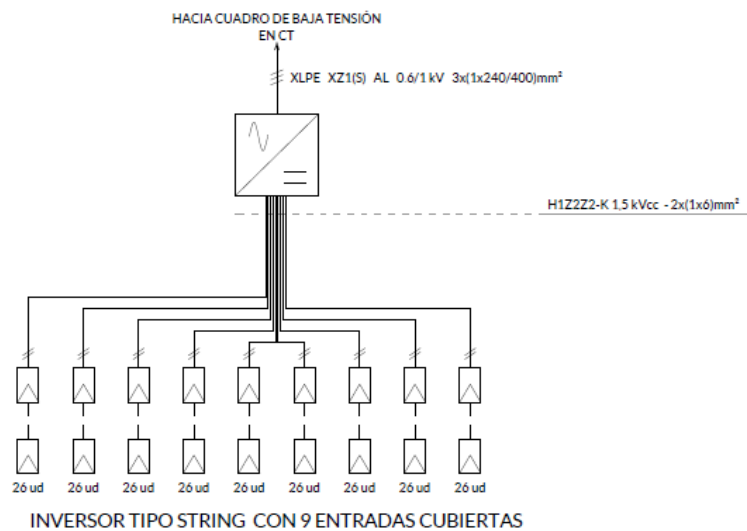 HACIA CUADRO DE BAJA TENSIÓN
EN CT
XLPE XZ1(S) AL 0.6/1 kV 3x(1x240/400)mm²
H1Z2Z2-K 1,5 kVcc - 2x(1x6)mm²
26 ud 26 ud 26 ud 26 ud 26 ud 26 ud 26 ud 26 ud 26 ud
INVERSOR TIPO STRING CON 9 ENTRADAS CUBIERTAS